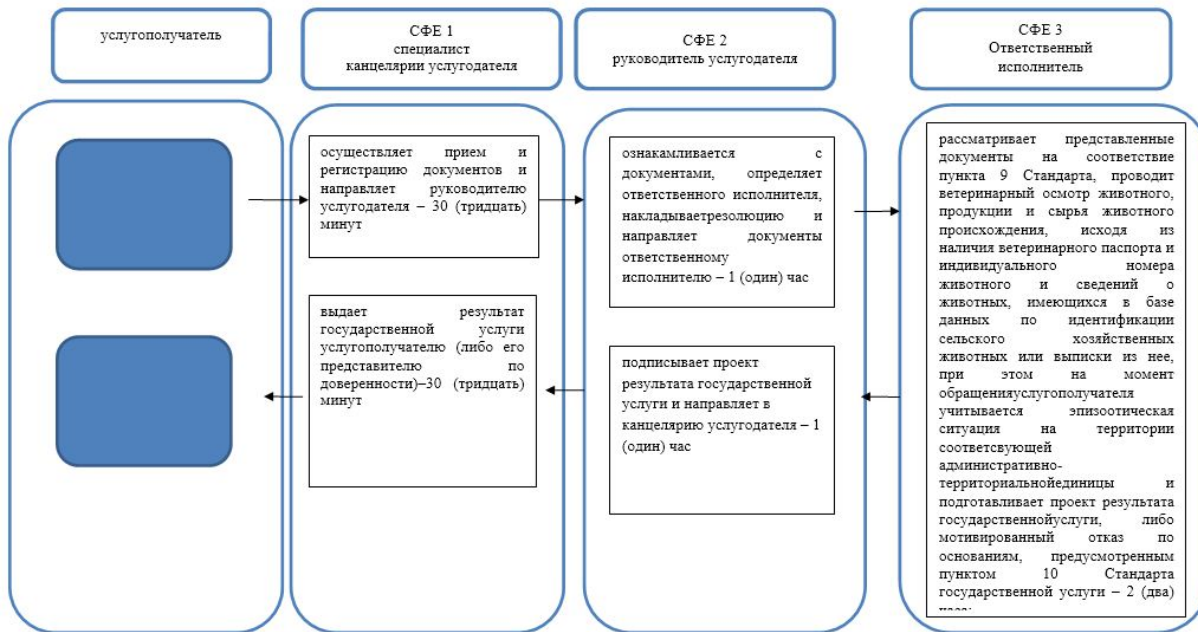 услугополучатель
СФЕ 1
специалист
канцелярии услугодателя
СФЕ 2
руководитель услугодателя
СФЕ 3
Ответственный
исполнитель
осуществляет прием и
регистрацию документов и
направляет руководителю
услугодателя – 30 (тридцать)
минут
выдает результат
государственной услуги
услугополучателю (либо его
представителю по
доверенности)–30 (тридцать)
минут
ознакамливается с
документами, определяет
ответственного исполнителя,
накладываетрезолюцию и
направляет документы
ответственному
исполнителю – 1 (один) час
подписывает проект
результата государственной
услуги и направляет в
канцелярию услугодателя – 1
(один) час
рассматривает представленные
документы на соответствие
пункта 9 Стандарта, проводит
ветеринарный осмотр животного,
продукции и сырья животного
происхождения, исходя из
наличия ветеринарного паспорта и
индивидуального номера
животного и сведений о
животных, имеющихся в базе
данных по идентификации
сельского хозяйственных
животных или выписки из нее,
при этом на момент
обращенияуслугополучателя
учитывается эпизоотическая
ситуация на территории
соответсвующей
административно-
территориальнойединицы и
подготавливает проект результата
государственнойуслуги, либо
мотивированный отказ по
основаниям, предусмотренным
пунктом 10 Стандарта
государственной услуги – 2 (два)